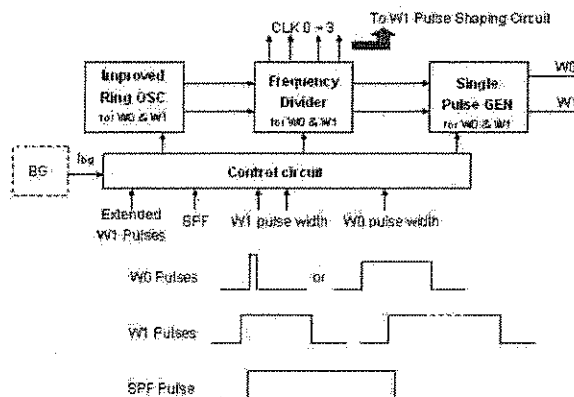 To W1 Pulse Shaping Circuit
CLK 0 ~ 3
Improved
Ring OSC
for W0 & W1
Frequency
Divider
for W0 & W1
Single
Pulse GEN
for W0 & W1
W0
W1
BG
Ibg
Control circuit
Extended
W1 Pulses
SPF
W1 pulse width
W0 pulse width
W0 Pulses
or
W1 Pulses
SPF Pulse